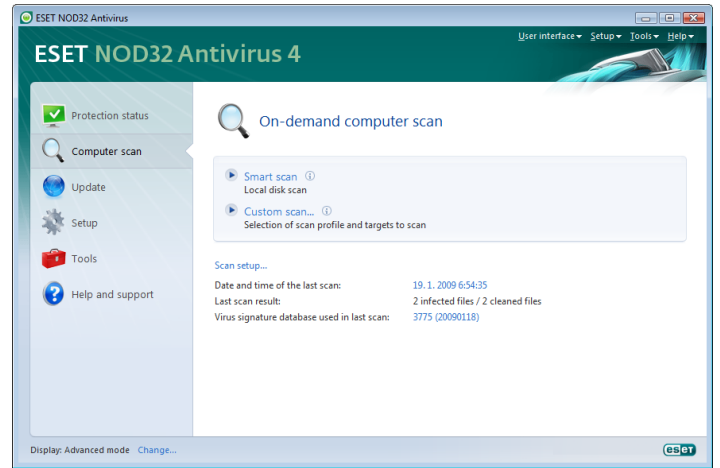 ESET NOD32 Antivirus
User interface Setup Tools Help
ESET NOD32 Antivirus 4
Protection status
Computer scan
Update
Setup
Tools
Help and support
On-demand computer scan
Smart scan
Local disk scan
Custom scan...
Selection of scan profile and targets to scan
Scan setup...
Date and time of the last scan: 19. 1. 2009 6:54:35
Last scan result: 2 infected files / 2 cleaned files
Virus signature database used in last scan: 3775 (20090118)
Display: Advanced mode Change...
eseT